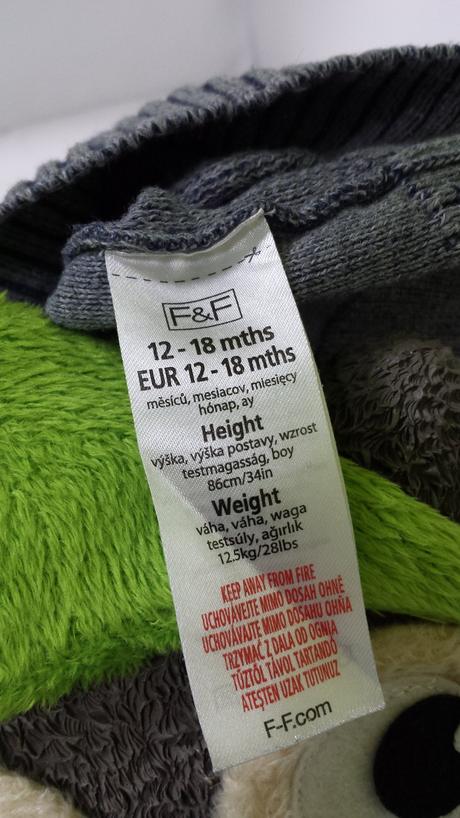 F&F
12 - 18 mths
EUR 12 - 18 mths
měsíců, mesiacov, miesięcy
hónap, ay
Height
výška, výška postavy, wzrost
testmagasság, boy
86cm/34in
Weight
váha, váha, waga
testsúly, ağırlık
12.5kg/28lbs
KEEP AWAY FROM FIRE
UCHOVÁVEJTE MIMO DOSAH OHNĚ
UCHOVÁVAJTE MIMO DOSAHU OHŇA
TRZYMAĆ Z DALA OD OGNIA
TŰZTŐL TÁVOL TARTANDÓ
ATEŞTEN UZAK TUTUNUZ
F-F.com